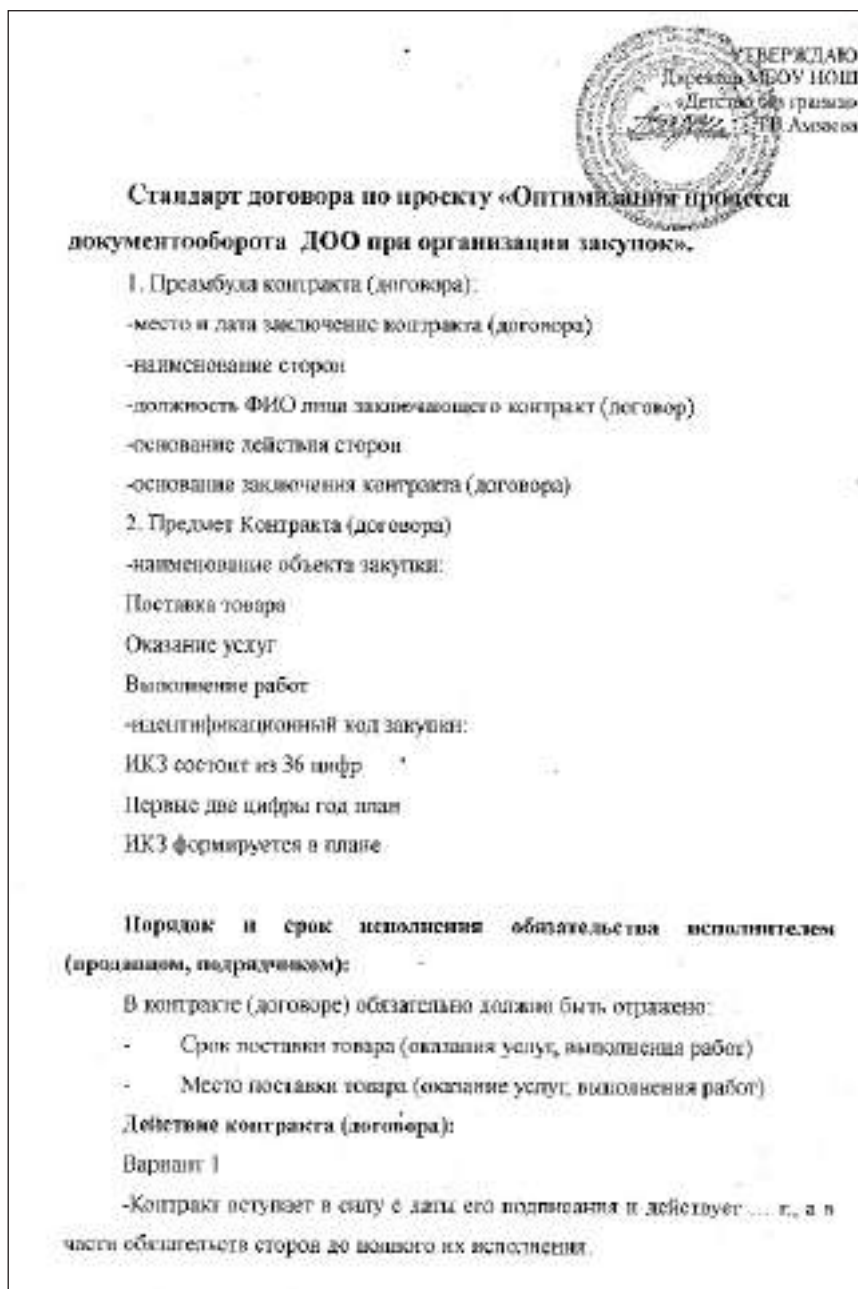 УТВЕРЖДАЮ
Директор МБОУ НОШ
«Детство без границ»
Т.В.
Стандарт договора по проекту «Оптимизация процесса
документооборота ДОО при организации закупок».
1. Преамбула контракта (договора):
-место и дата заключение контракта (договора)
-наименование сторон
-должность ФИО лица заключающего контракт (договор)
-основание действия сторон
-основание заключения контракта (договора)
2. Предмет Контракта (договора)
-наименование объекта закупки:
Поставка товара
Оказание услуг
Выполнение работ
-идентификационный код закупки:
ИКЗ состоит из 36 цифр
Первые две цифры год план
ИКЗ формируется в плане
Порядок и срок исполнения обязательства исполнителем
(продавцом, подрядчиком):
В контракте (договоре) обязательно должно быть отражено:
- Срок поставки товара (оказания услуг, выполнения работ)
- Место поставки товара (оказание услуг, выполнения работ)
Действие контракта (договора):
Вариант 1
-Контракт вступает в силу с даты его подписания и действует … г., а в
части обязательств сторон до полного их исполнения.